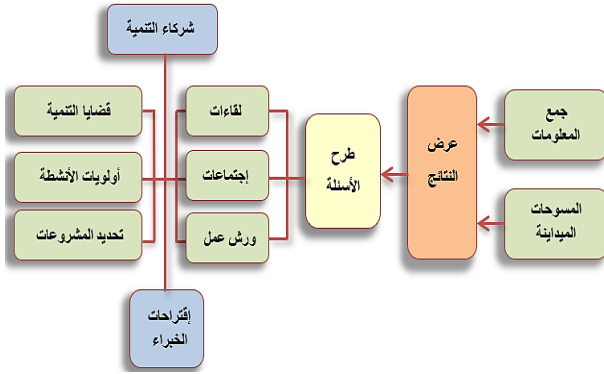 شركاء التنمية
جمع
المعلومات
المسوحات
الميداينة
عرض
النتائج
طرح
الأسئلة
لقاءات
إجتماعات
ورش عمل
قضايا التنمية
أولويات الأنشطة
تحديد المشروعات
إقتراحات
الخبراء